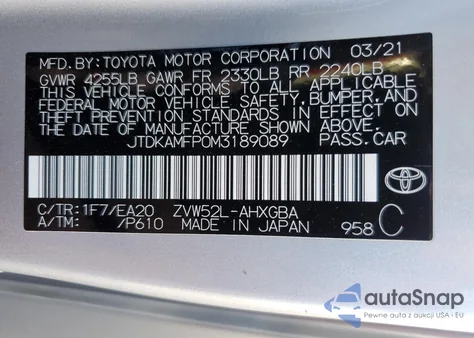 MFD.BY: TOYOTA MOTOR CORPORATION 03/21
GVWR 4255LB GAWR FR 2330LB RR 2240LB
THIS VEHICLE CONFORMS TO ALL APPLICABLE
FEDERAL MOTOR VEHICLE SAFETY, BUMPER, AND
THEFT PREVENTION STANDARDS IN EFFECT ON
THE DATE OF MANUFACTURE SHOWN ABOVE.
JTDKAMFP0M3189089 PASS.CAR
C/TR:1F7/EA20 ZVW52L-AHXGBA
A/TM: /P610 MADE IN JAPAN 958 C
TOYOTA
autoSnap
Pewne auta z aukcji USA i EU